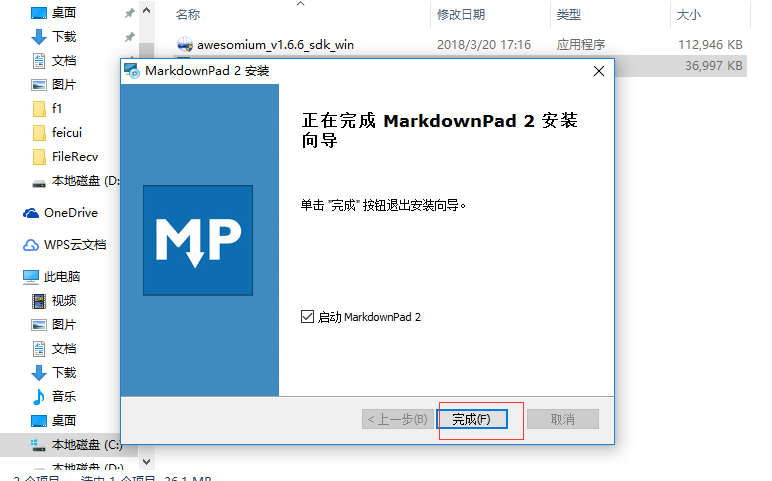 桌面
下载
文档
图片
f1
feicui
FileRecv
本地磁盘 (D:
OneDrive
WPS云文档
此电脑
视频
图片
文档
下载
音乐
桌面
本地磁盘 (C:)
本地磁盘 (D:)
名称 修改日期 类型 大小
awesomium_v1.6.6_sdk_win 2018/3/20 17:16 应用程序 112,946 KB
36,997 KB
MarkdownPad 2 安装
MP
正在完成 MarkdownPad 2 安装
向导
单击 "完成" 按钮退出安装向导。
启动 MarkdownPad 2
< 上一步(B) 完成(F) 取消
2 个项目 选中 1 个项目 36.1 MB